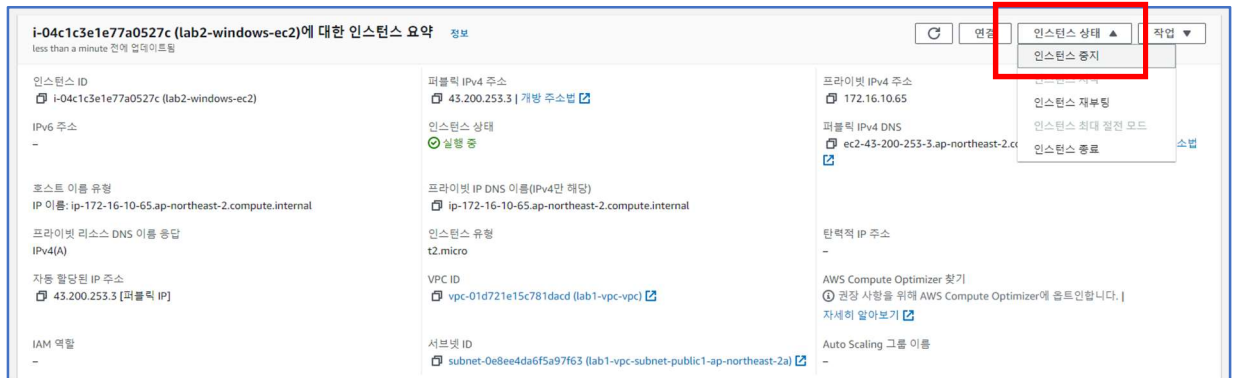 i-04c1c3e1e77a0527c (lab2-windows-ec2)에 대한 인스턴스 요약 정보
less than a minute 전에 업데이트됨
연결
인스턴스 상태 ▲
작업 ▼
인스턴스 중지
인스턴스 재부팅
인스턴스 최대 절전 모드
인스턴스 종료
인스턴스 ID
i-04c1c3e1e77a0527c (lab2-windows-ec2)
퍼블릭 IPv4 주소
43.200.253.3 | 개방 주소법
프라이빗 IPv4 주소
172.16.10.65
IPv6 주소
–
인스턴스 상태
실행 중
퍼블릭 IPv4 DNS
ec2-43-200-253-3.ap-northeast-2.cc 소법
호스트 이름 유형
IP 이름: ip-172-16-10-65.ap-northeast-2.compute.internal
프라이빗 IP DNS 이름(IPv4만 해당)
ip-172-16-10-65.ap-northeast-2.compute.internal
프라이빗 리소스 DNS 이름 응답
IPv4(A)
인스턴스 유형
t2.micro
탄력적 IP 주소
–
자동 할당된 IP 주소
43.200.253.3 [퍼블릭 IP]
VPC ID
vpc-01d721e15c781dacd (lab1-vpc-vpc)
AWS Compute Optimizer 찾기
권장 사항을 위해 AWS Compute Optimizer에 옵트인합니다. |
자세히 알아보기
IAM 역할
–
서브넷 ID
subnet-0e8ee4da6f5a97f63 (lab1-vpc-subnet-public1-ap-northeast-2a)
Auto Scaling 그룹 이름
–